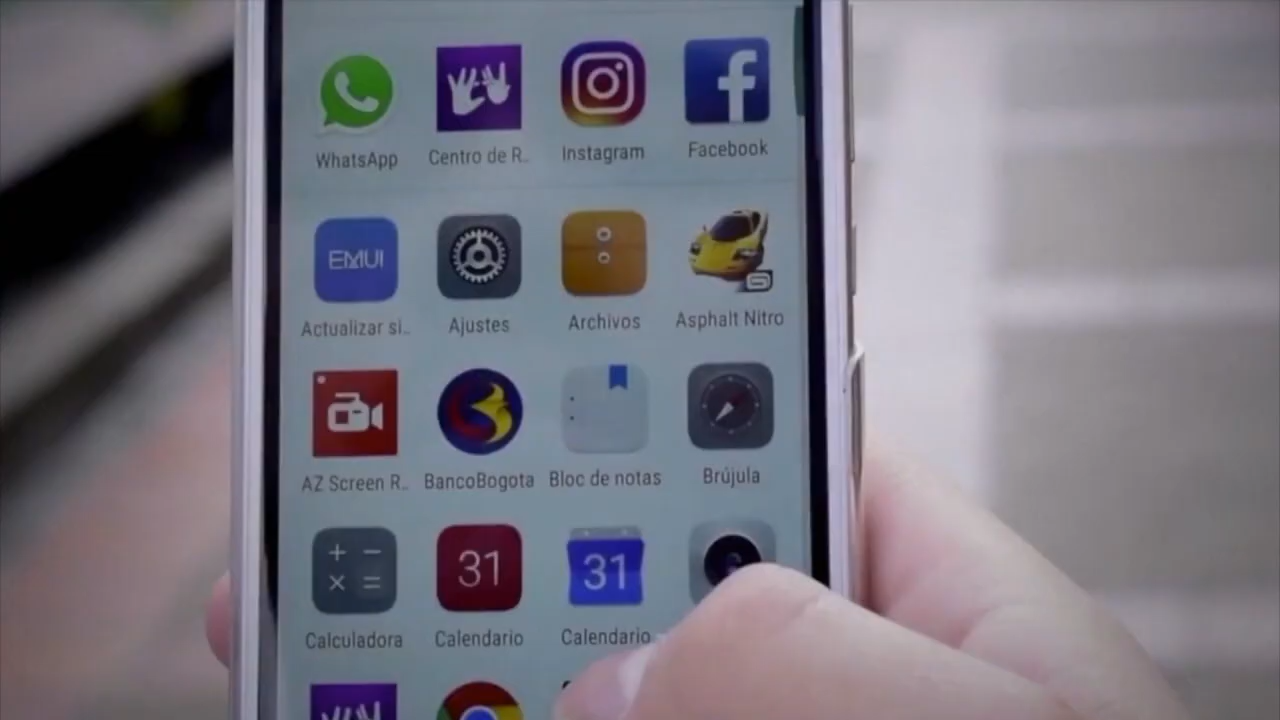 WhatsApp
Centro de R..
Instagram
Facebook
EMUI
Actualizar si..
Ajustes
Archivos
Asphalt Nitro
AZ Screen R..
BancoBogota
Bloc de notas
Brújula
+ −
× =
Calculadora
31
Calendario
31
Calendario